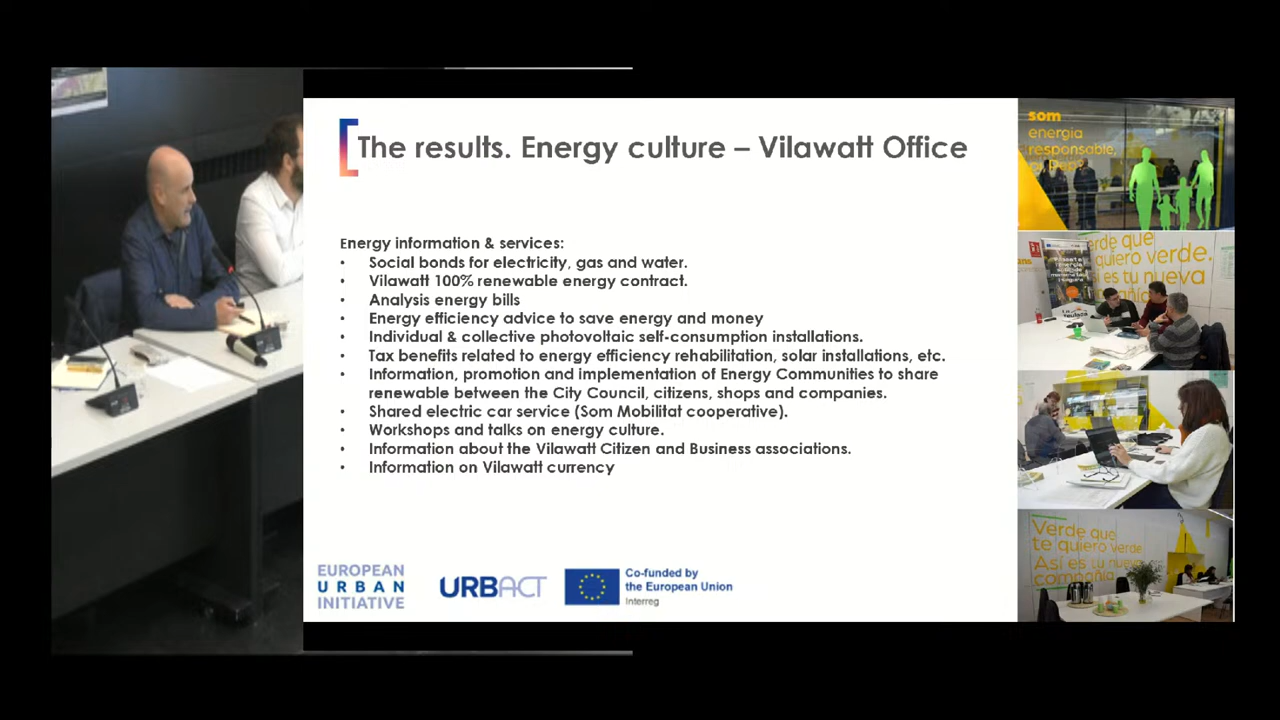 The results. Energy culture – Vilawatt Office
Energy information & services:
• Social bonds for electricity, gas and water.
• Vilawatt 100% renewable energy contract.
• Analysis energy bills
• Energy efficiency advice to save energy and money
• Individual & collective photovoltaic self-consumption installations.
• Tax benefits related to energy efficiency rehabilitation, solar installations, etc.
• Information, promotion and implementation of Energy Communities to share
renewable between the City Council, citizens, shops and companies.
• Shared electric car service (Som Mobilitat cooperative).
• Workshops and talks on energy culture.
• Information about the Vilawatt Citizen and Business associations.
• Information on Vilawatt currency
EUROPEAN
URBAN
INITIATIVE
URBACT
Co-funded by
the European Union
Interreg
som
energia
responsable,
quiero verde.
es tu nueva
Verde que
te quiero verde
Así es tu nueva
compañía